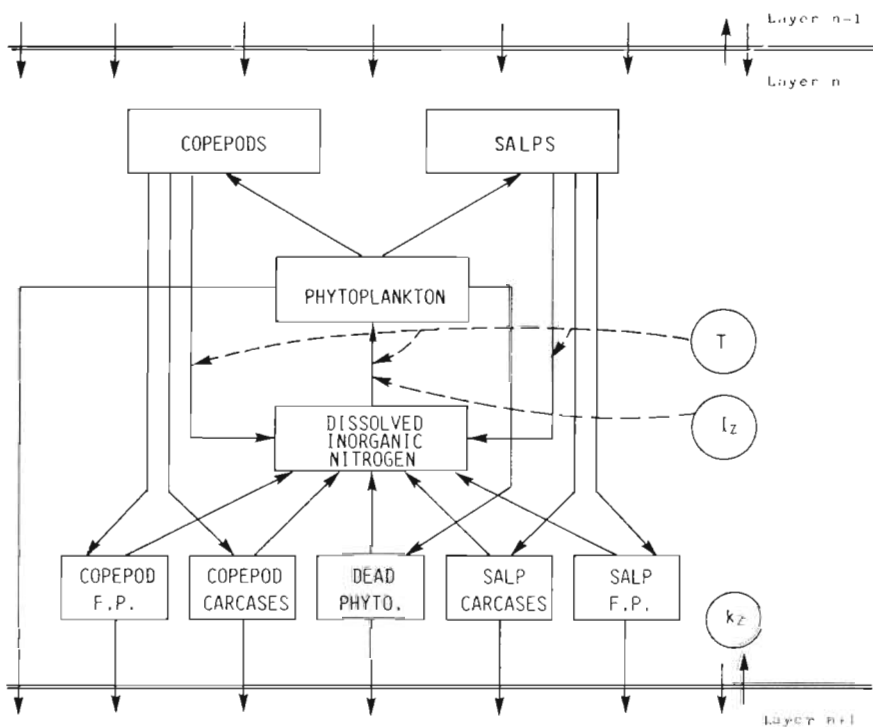 Layer n-1
Layer n
COPEPODS
SALPS
PHYTOPLANKTON
T
DISSOLVED
INORGANIC
NITROGEN
Iz
COPEPOD
F.P.
COPEPOD
CARCASES
DEAD
PHYTO.
SALP
CARCASES
SALP
F.P.
kz
Layer n+1